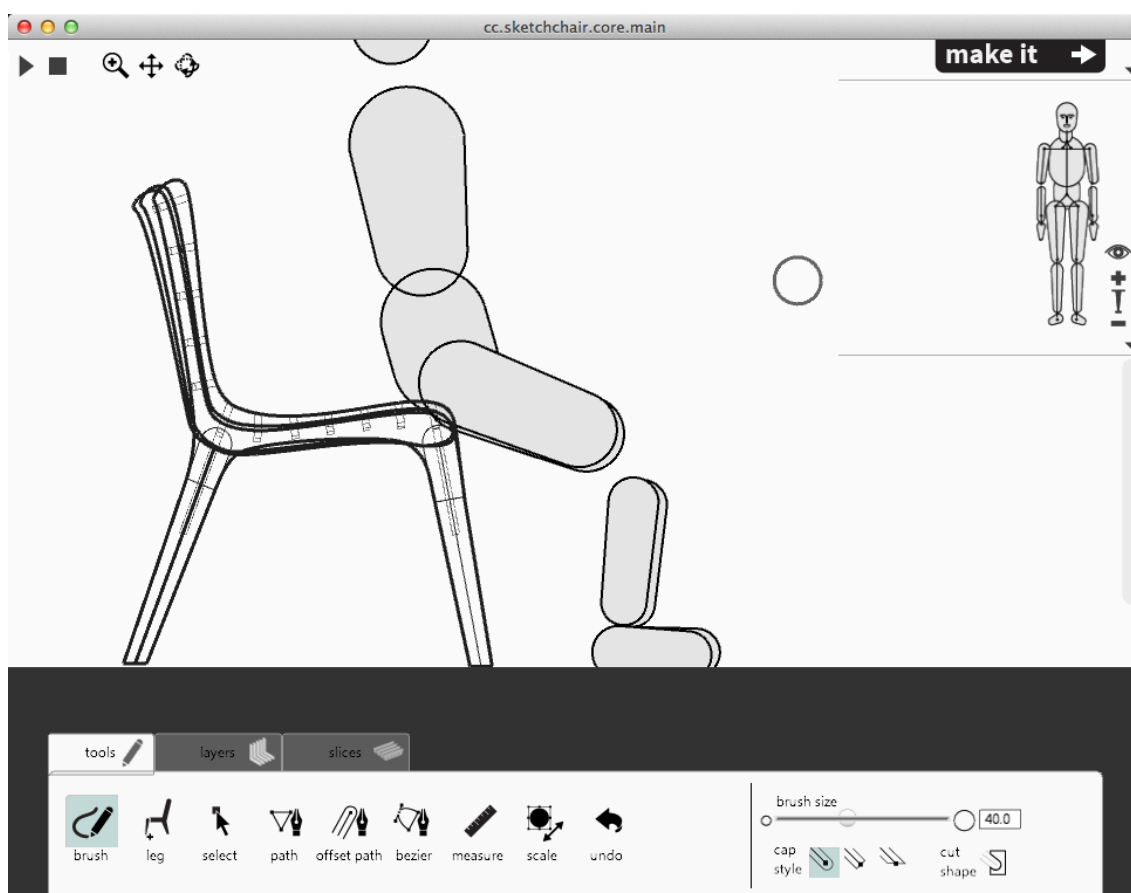 cc.sketchchair.core.main
make it
tools
layers
slices
brush
leg
select
path
offset path
bezier
measure
scale
undo
brush size
40.0
cap
style
cut
shape